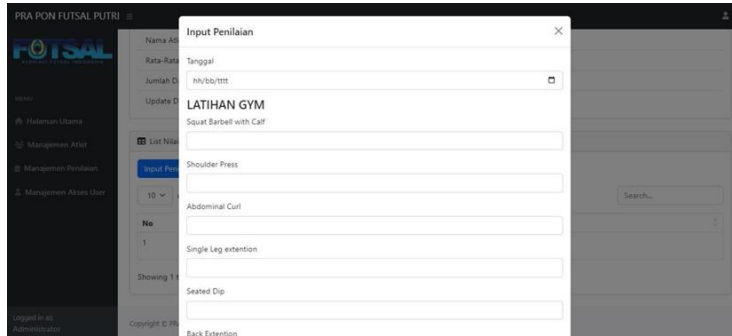 PRA PON FUTSAL PUTRI
FUTSAL
MENU
Halaman Utama
Manajemen Atlet
Manajemen Penilaian
Manajemen Akses User
Logged in as:
Administrator
Nama Atl
Rata-Rata
Jumlah D
Update D
List Nilai
Input Pen
10
No
1
Showing 1 t
Copyright © PR
Search...
Input Penilaian
Tanggal
hh/bb/tttt
LATIHAN GYM
Squat Barbell with Calf
Shoulder Press
Abdominal Curl
Single Leg extention
Seated Dip
Back Extention